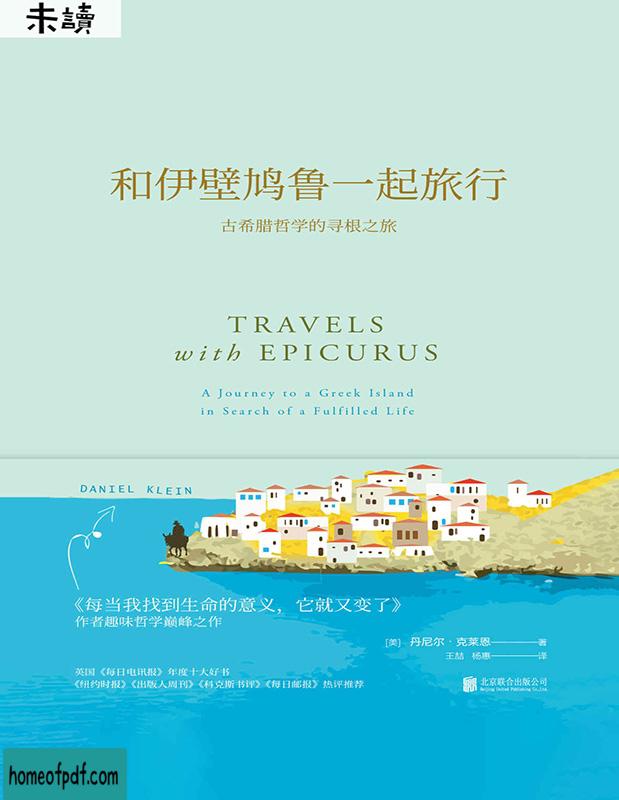 未讀
和伊壁鸠鲁一起旅行
古希腊哲学的寻根之旅
TRAVELS
with EPICURUS
A Journey to a Greek Island
in Search of a Fulfilled Life
DANIEL KLEIN
《每当我找到生命的意义，它就又变了》
作者趣味哲学巅峰之作
[美] 丹尼尔·克莱恩———著
王喆 杨惠———译
英国《每日电讯报》年度十大好书
《纽约时报》《出版人周刊》《科克斯书评》《每日邮报》热评推荐
北京联合出版公司
Beijing United Publishing Co.,Ltd.
homeofpdf.com